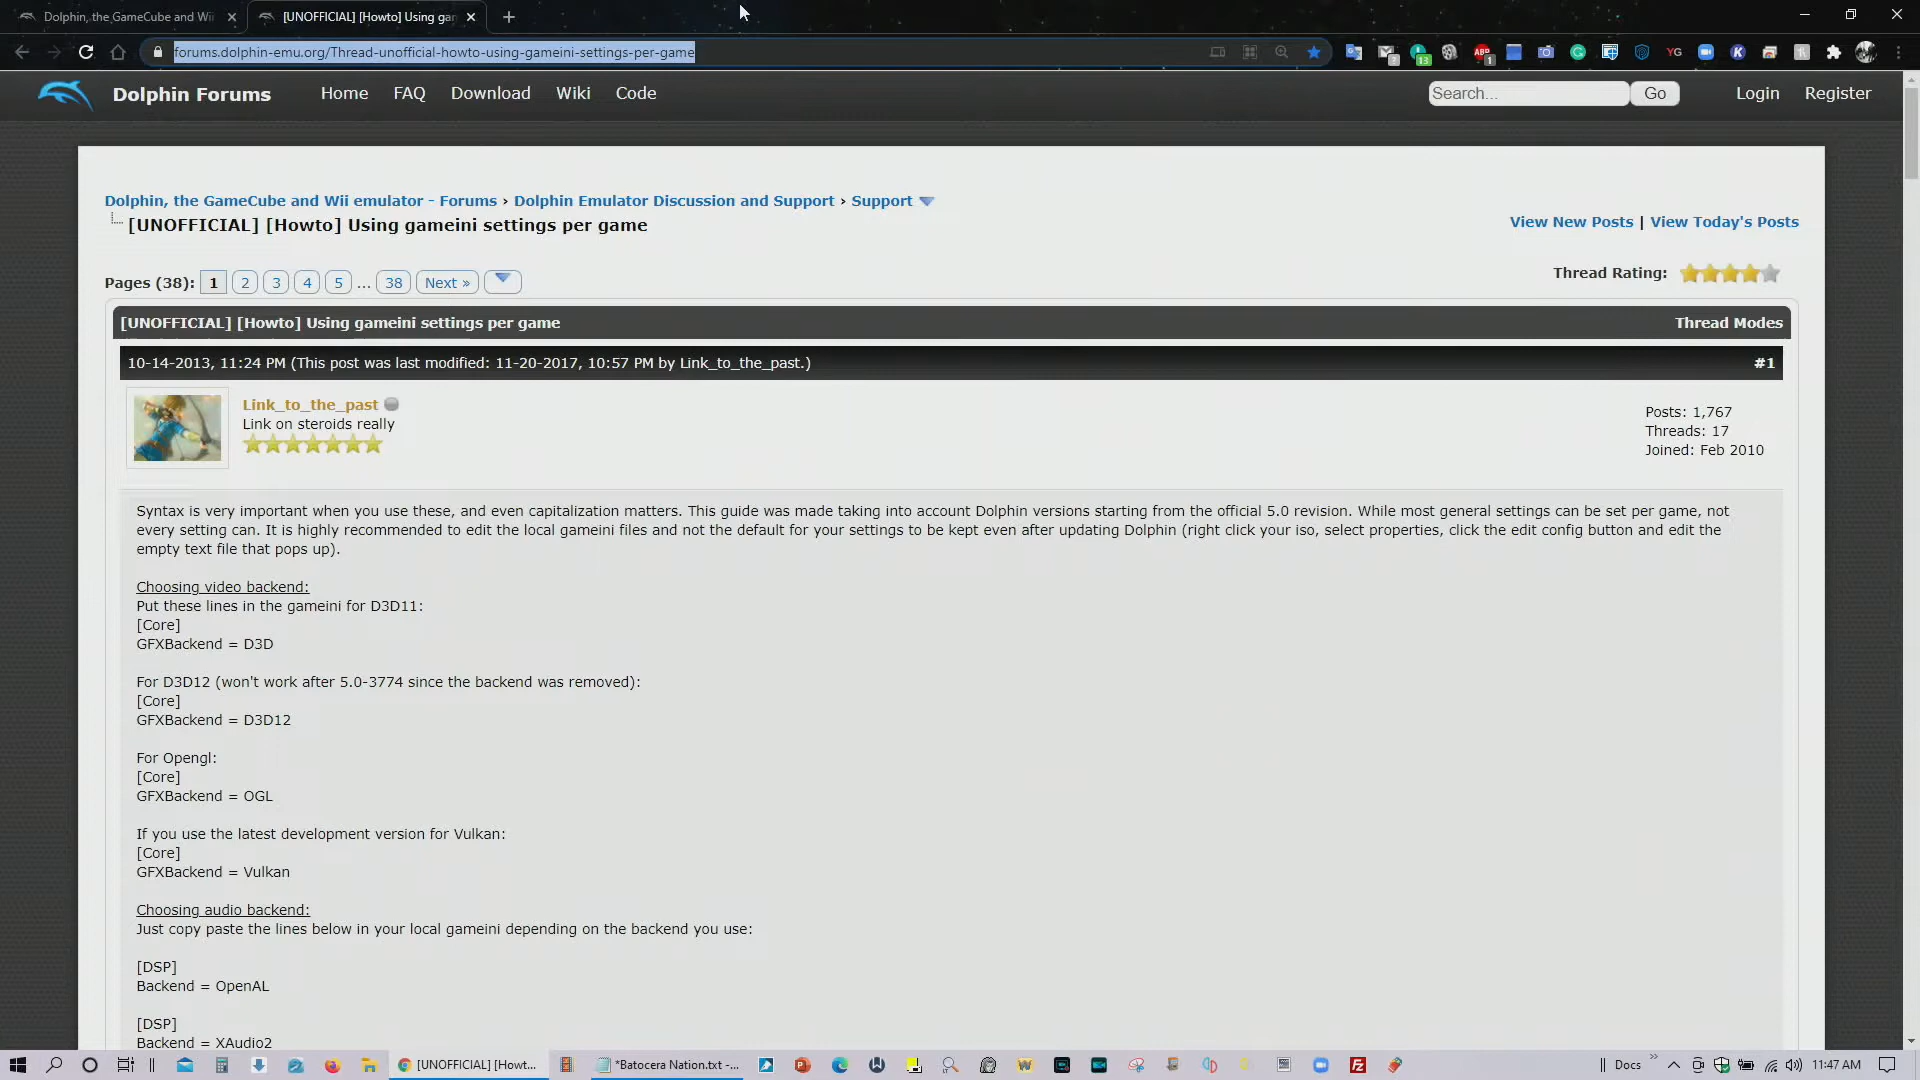 Dolphin, the GameCube and Wii
[UNOFFICIAL] [Howto] Using ga
forums.dolphin-emu.org/Thread-unofficial-howto-using-gameini-settings-per-game
Dolphin Forums
Home
FAQ
Download
Wiki
Code
Search...
Go
Login
Register
Dolphin, the GameCube and Wii emulator - Forums › Dolphin Emulator Discussion and Support › Support
[UNOFFICIAL] [Howto] Using gameini settings per game
View New Posts | View Today's Posts
Pages (38): 1 2 3 4 5 ... 38 Next »
Thread Rating:
[UNOFFICIAL] [Howto] Using gameini settings per game
Thread Modes
10-14-2013, 11:24 PM (This post was last modified: 11-20-2017, 10:57 PM by Link_to_the_past.)
#1
Link_to_the_past
Link on steroids really
Posts: 1,767
Threads: 17
Joined: Feb 2010
Syntax is very important when you use these, and even capitalization matters. This guide was made taking into account Dolphin versions starting from the official 5.0 revision. While most general settings can be set per game, not
every setting can. It is highly recommended to edit the local gameini files and not the default for your settings to be kept even after updating Dolphin (right click your iso, select properties, click the edit config button and edit the
empty text file that pops up).
Choosing video backend:
Put these lines in the gameini for D3D11:
[Core]
GFXBackend = D3D
For D3D12 (won't work after 5.0-3774 since the backend was removed):
[Core]
GFXBackend = D3D12
For Opengl:
[Core]
GFXBackend = OGL
If you use the latest development version for Vulkan:
[Core]
GFXBackend = Vulkan
Choosing audio backend:
Just copy paste the lines below in your local gameini depending on the backend you use:
[DSP]
Backend = OpenAL
[DSP]
Backend = XAudio2
[UNOFFICIAL] [Howt...
*Batocera Nation.txt -...
Docs
11:47 AM